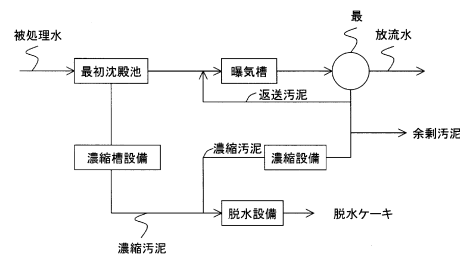 最
被処理水
放流水
最初沈殿池
曝気槽
返送汚泥
余剰汚泥
濃縮汚泥
濃縮槽設備
濃縮設備
脱水設備
脱水ケーキ
濃縮汚泥